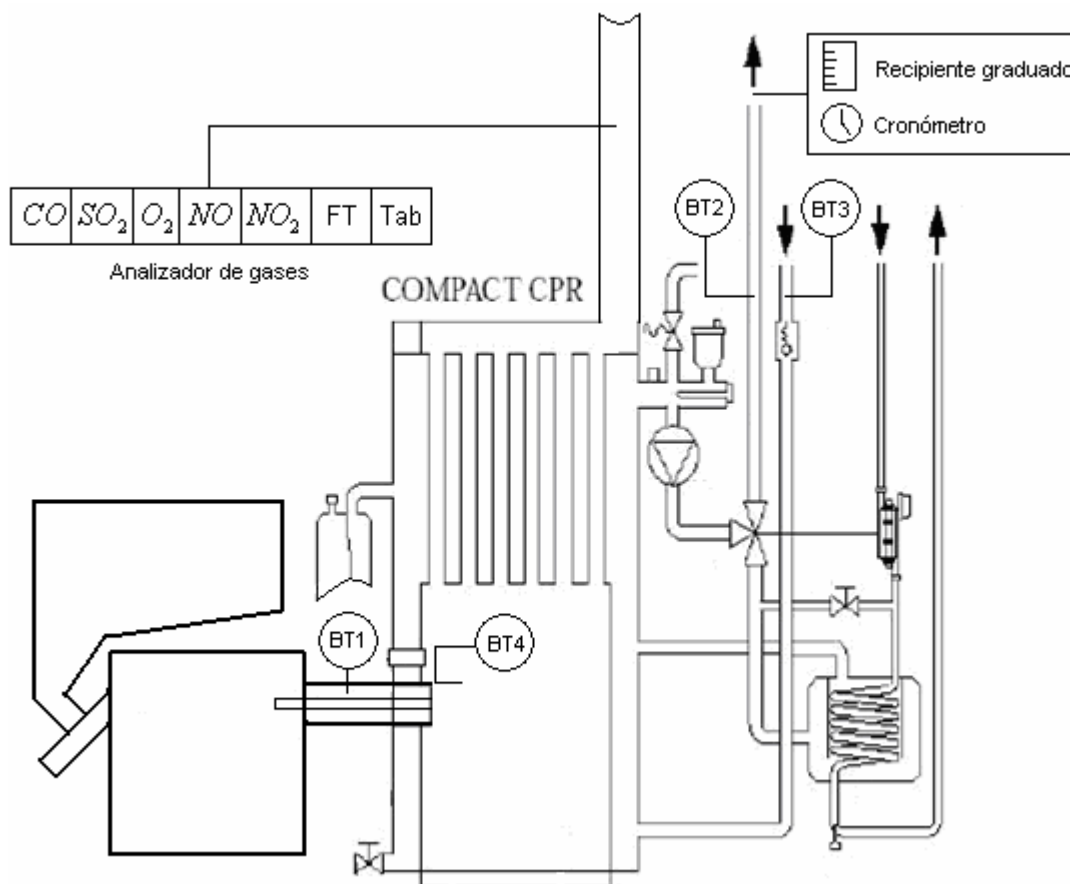 Recipiente graduado
Cronómetro
BT2
BT3
CO SO₂ O₂ NO NO₂ FT Tab
Analizador de gases
COMPACT CPR
BT1
BT4